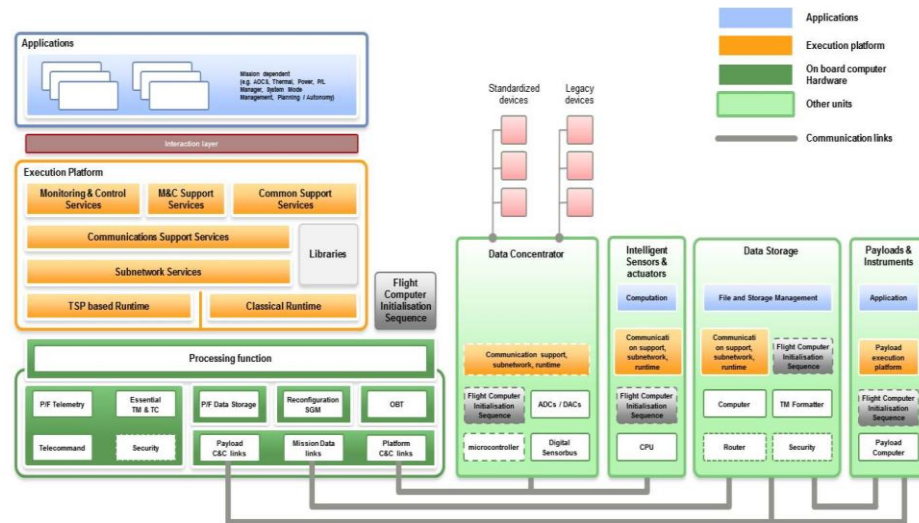 Applications
Mission dependent
(e.g. AOCS, Thermal, Power, P/L
Manager, System Mode
Management, Planning / Autonomy)
Interaction layer
Execution Platform
Monitoring & Control
Services
M&C Support
Services
Common Support
Services
Communications Support Services
Libraries
Subnetwork Services
TSP based Runtime
Classical Runtime
Flight
Computer
Initialisation
Sequence
Processing function
P/F Telemetry
Essential
TM & TC
P/F Data Storage
Reconfiguration
SGM
OBT
Telecommand
Security
Payload
C&C links
Mission Data
links
Platform
C&C links
Applications
Execution platform
On board computer
Hardware
Other units
Communication links
Standardized
devices
Legacy
devices
Data Concentrator
Communication support,
subnetwork, runtime
Flight Computer
Initialisation
Sequence
ADCs / DACs
microcontroller
Digital
Sensorbus
Intelligent
Sensors &
actuators
Computation
Communicati
on support,
subnetwork,
runtime
Flight Computer
Initialisation
Sequence
CPU
Data Storage
File and Storage Management
Communicati
on support,
subnetwork,
runtime
Flight Computer
Initialisation
Sequence
Computer
TM Formatter
Router
Security
Payloads &
Instruments
Application
Payload
execution
platform
Flight Computer
Initialisation
Sequence
Payload
Computer